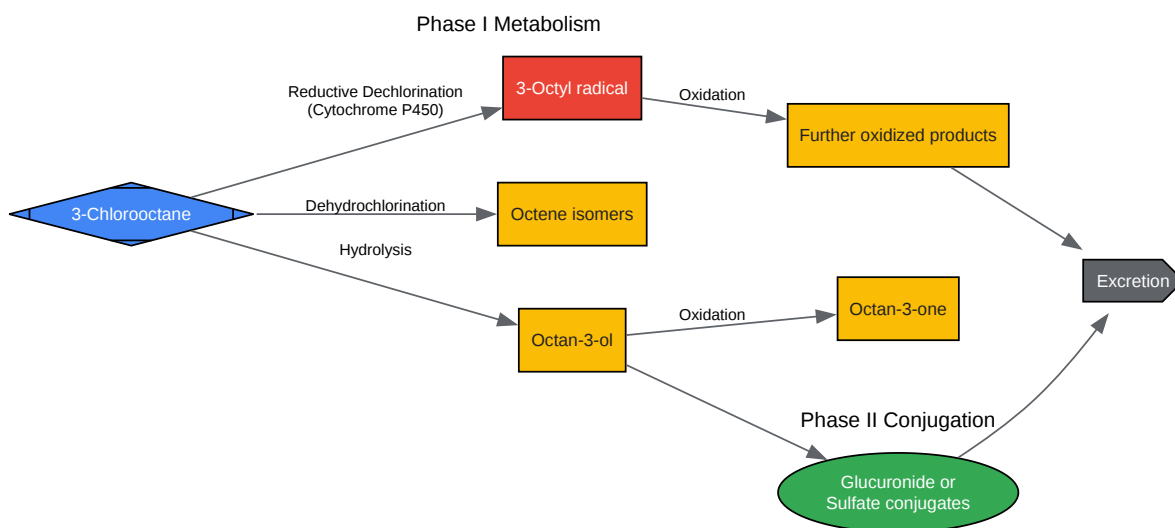 Phase I Metabolism
Reductive Dechlorination
(Cytochrome P450)
3-Octyl radical
Oxidation
Further oxidized products
3-Chlorooctane
Dehydrochlorination
Octene isomers
Hydrolysis
Excretion
Octan-3-ol
Oxidation
Octan-3-one
Phase II Conjugation
Glucuronide or
Sulfate conjugates